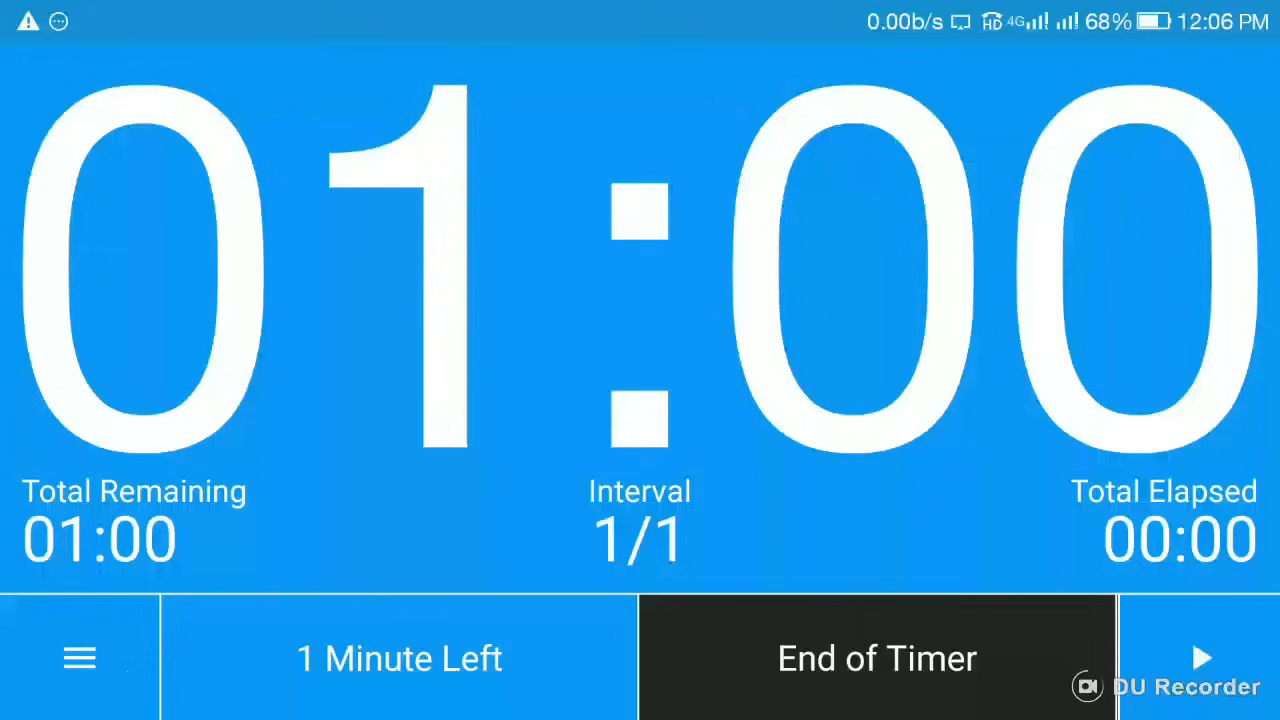 0.00b/s HD 4G 68% 12:06 PM
01:00
Total Remaining Interval Total Elapsed
01:00 1/1 00:00
1 Minute Left End of Timer
DU Recorder